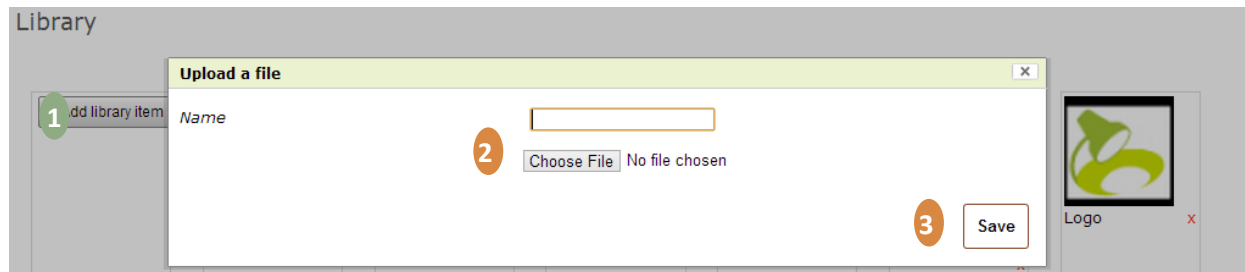 Library
Upload a file
x
1
dd library item
Name
2
Choose File No file chosen
3
Save
Logo x
x